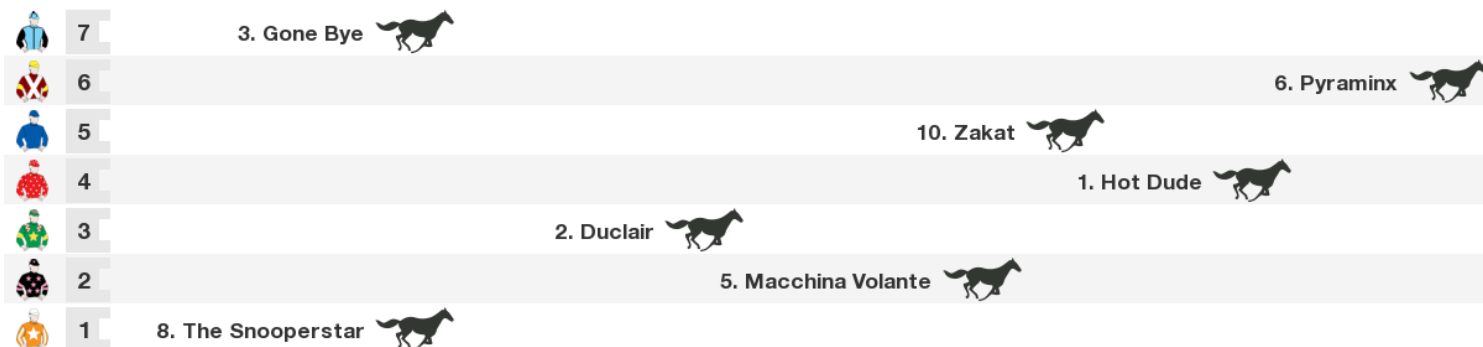 7 3. Gone Bye
6 6. Pyraminx
5 10. Zakat
4 1. Hot Dude
3 2. Duclair
2 5. Macchina Volante
1 8. The Snooperstar